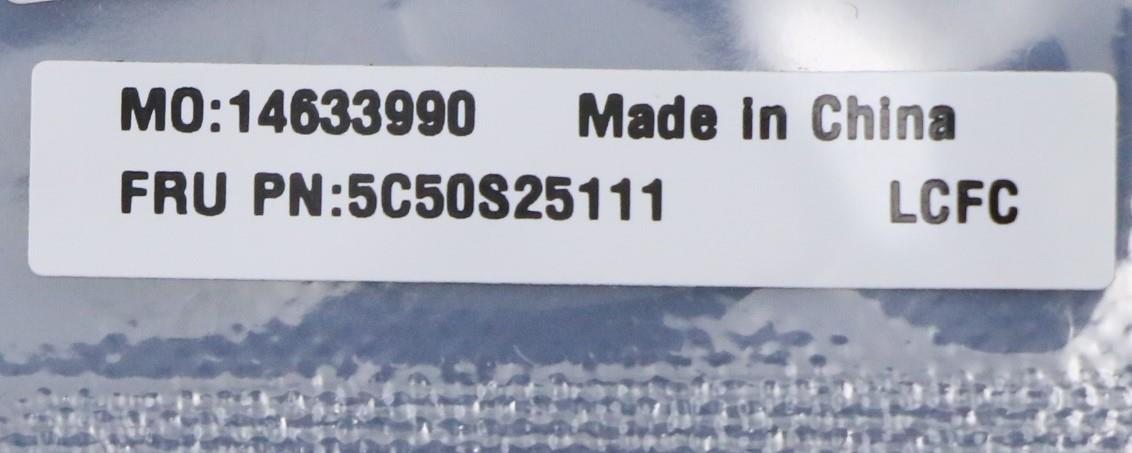 MO:14633990 Made in China
FRU PN:5C50S25111 LCFC